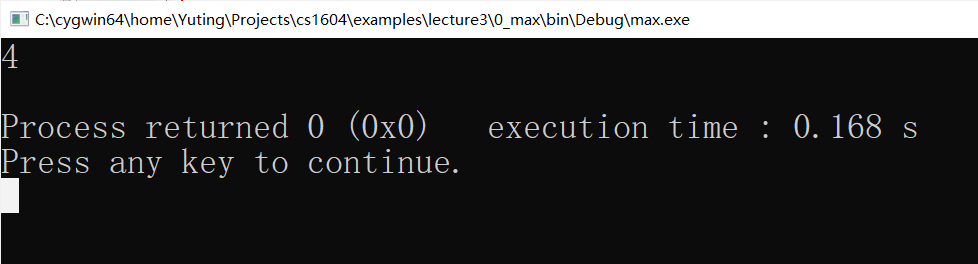 C:\cygwin64\home\Yuting\Projects\cs1604\examples\lecture3\0_max\bin\Debug\max.exe
4
Process returned 0 (0x0)   execution time : 0.168 s
Press any key to continue.